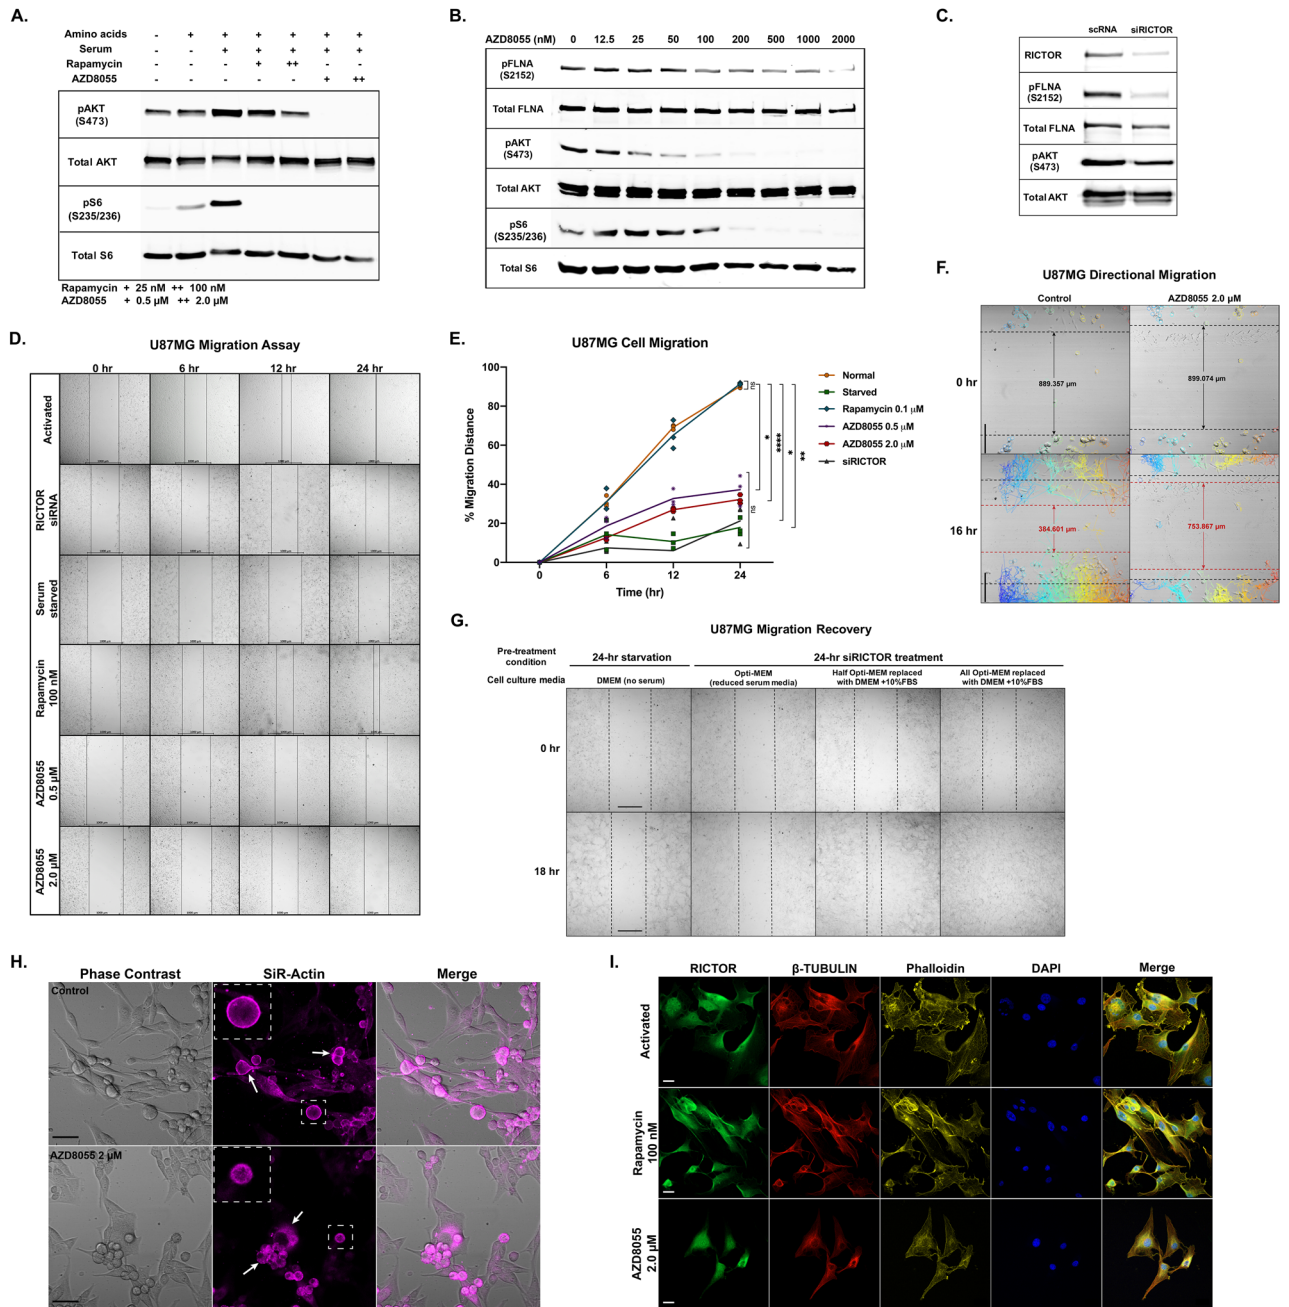 A.
Amino acids - + + + + + +
Serum - - + + + + +
Rapamycin - - - + ++ - -
AZD8055 - - - - - + ++
pAKT
(S473)
Total AKT
pS6
(S235/236)
Total S6
Rapamycin + 25 nM ++ 100 nM
AZD8055 + 0.5 µM ++ 2.0 µM
B.
AZD8055 (nM) 0 12.5 25 50 100 200 500 1000 2000
pFLNA
(S2152)
Total FLNA
pAKT
(S473)
Total AKT
pS6
(S235/236)
Total S6
C.
scRNA siRICTOR
RICTOR
pFLNA
(S2152)
Total FLNA
pAKT
(S473)
Total AKT
D.
U87MG Migration Assay
0 hr 6 hr 12 hr 24 hr
Activated
RICTOR
siRNA
Serum
starved
Rapamycin
100 nM
AZD8055
0.5 µM
AZD8055
2.0 µM
E.
U87MG Cell Migration
% Migration Distance
100
80
60
40
20
0
0 6 12 24
Time (hr)
ns
ns
*
****
*
**
Normal
Starved
Rapamycin 0.1 µM
AZD8055 0.5 µM
AZD8055 2.0 µM
siRICTOR
F.
U87MG Directional Migration
Control AZD8055 2.0 µM
0 hr
889.357 µm
899.074 µm
16 hr
384.601 µm
753.867 µm
G.
U87MG Migration Recovery
Pre-treatment
condition
24-hr starvation
24-hr siRICTOR treatment
Cell culture media
DMEM (no serum)
Opti-MEM
(reduced serum media)
Half Opti-MEM replaced
with DMEM +10%FBS
All Opti-MEM replaced
with DMEM +10%FBS
0 hr
18 hr
H.
Phase Contrast SiR-Actin Merge
Control
AZD8055 2 µM
I.
RICTOR β-TUBULIN Phalloidin DAPI Merge
Activated
Rapamycin
100 nM
AZD8055
2.0 µM